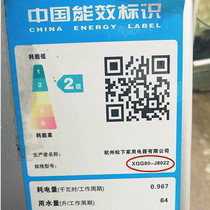 中国能效标识
CHINA ENERGY LABEL
耗能低
1
2
2级
3
耗能高
生产者名称
杭州松下家用电器有限公司
规格型号
XQG80-J8022
耗电量(千瓦时/工作周期)
0.967
用水量(升/工作周期)
64